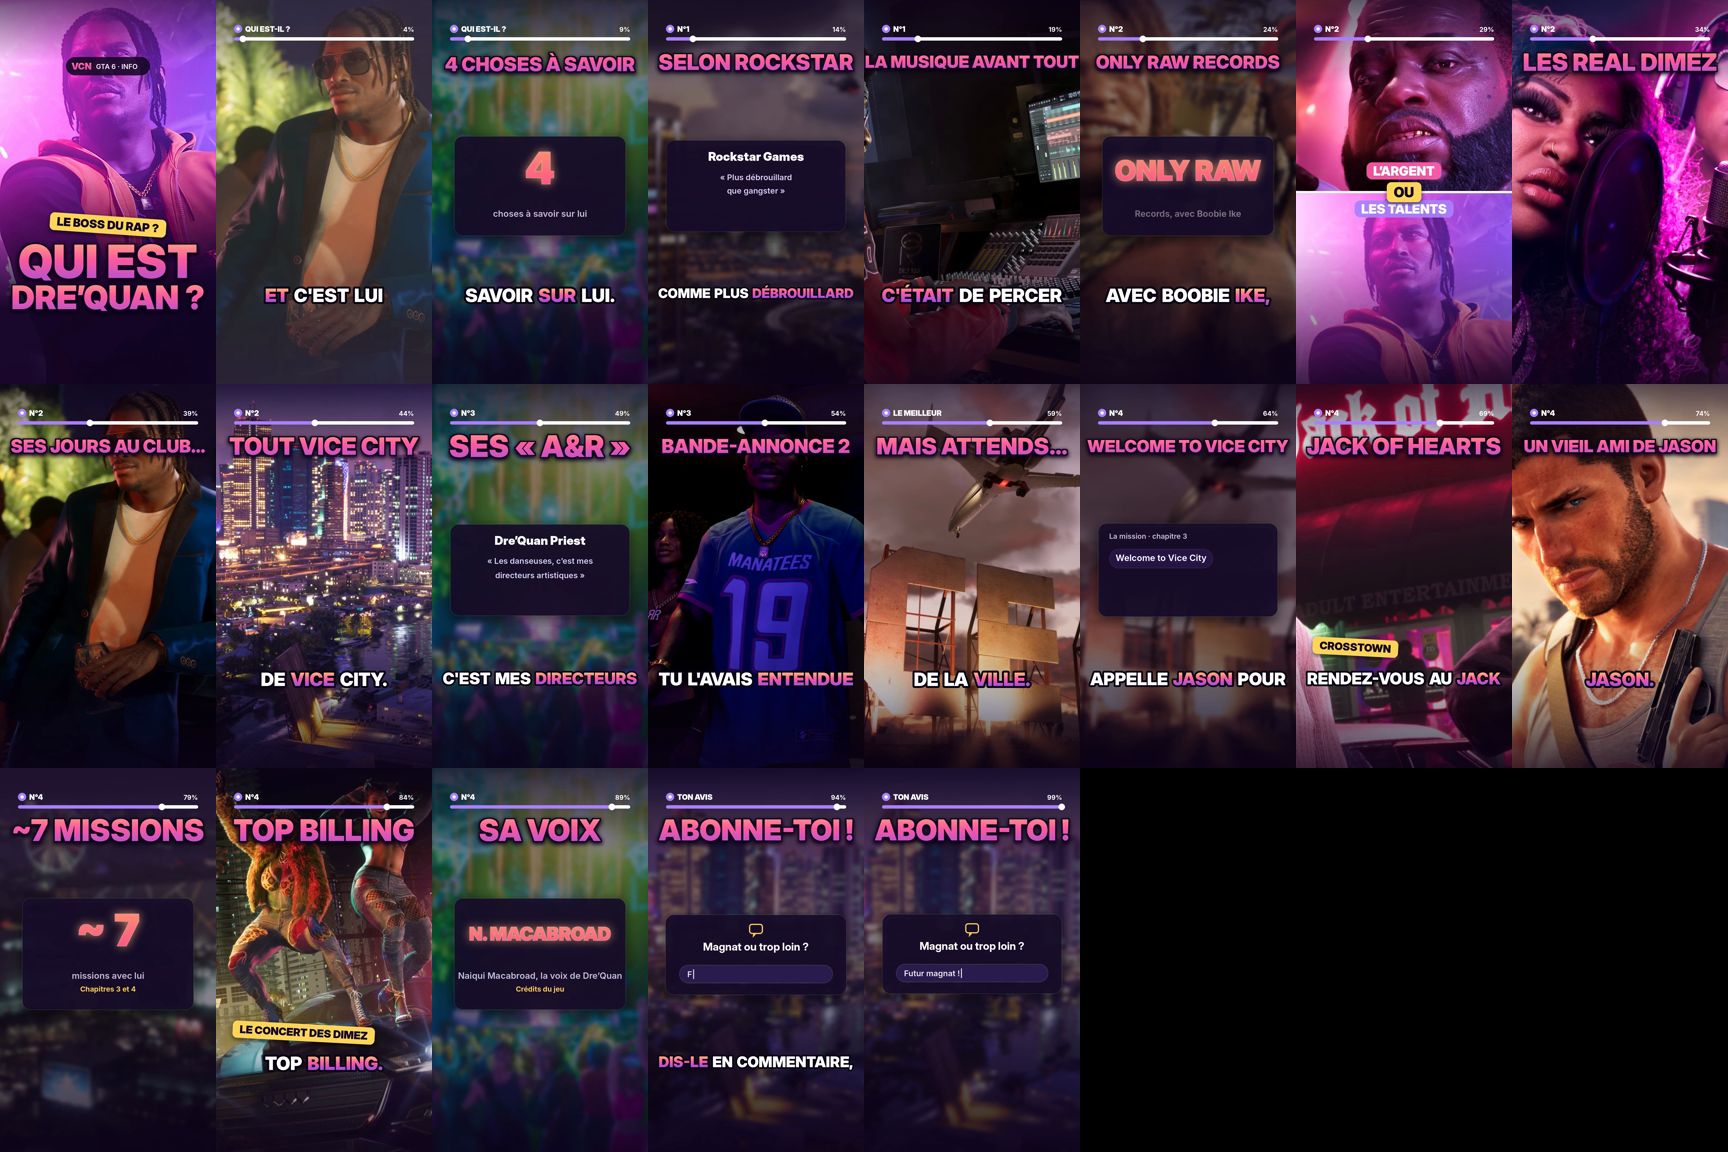 VCN GTA 6 · INFO
LE BOSS DU RAP ?
QUI EST
DRE'QUAN ?
QUI EST-IL ? 4%
ET C'EST LUI
QUI EST-IL ? 9%
4 CHOSES À SAVOIR
4
choses à savoir sur lui
SAVOIR SUR LUI.
N°1 14%
SELON ROCKSTAR
Rockstar Games
« Plus débrouillard
que gangster »
COMME PLUS DÉBROUILLARD
N°1 19%
LA MUSIQUE AVANT TOUT
C'ÉTAIT DE PERCER
N°2 24%
ONLY RAW RECORDS
ONLY RAW
Records, avec Boobie Ike
AVEC BOOBIE IKE,
N°2 29%
L'ARGENT
OU
LES TALENTS
N°2 34%
LES REAL DIMEZ
N°2 39%
SES JOURS AU CLUB...
N°2 44%
TOUT VICE CITY
DE VICE CITY.
N°3 49%
SES « A&R »
Dre'Quan Priest
« Les danseuses, c'est mes
directeurs artistiques »
C'EST MES DIRECTEURS
N°3 54%
BANDE-ANNONCE 2
MANATEES
19
TU L'AVAIS ENTENDUE
LE MEILLEUR 59%
MAIS ATTENDS...
DE LA VILLE.
N°4 64%
WELCOME TO VICE CITY
La mission · chapitre 3
Welcome to Vice City
APPELLE JASON POUR
N°4 69%
JACK OF HEARTS
ADULT ENTERTAINME
CROSSTOWN
RENDEZ-VOUS AU JACK
N°4 74%
UN VIEIL AMI DE JASON
JASON.
N°4 79%
~7 MISSIONS
~ 7
missions avec lui
Chapitres 3 et 4
N°4 84%
TOP BILLING
LE CONCERT DES DIMEZ
TOP BILLING.
N°4 89%
SA VOIX
N. MACABROAD
Naiqui Macabroad, la voix de Dre'Quan
Crédits du jeu
TON AVIS 94%
ABONNE-TOI !
Magnat ou trop loin ?
F|
DIS-LE EN COMMENTAIRE,
TON AVIS 99%
ABONNE-TOI !
Magnat ou trop loin ?
Futur magnat !|